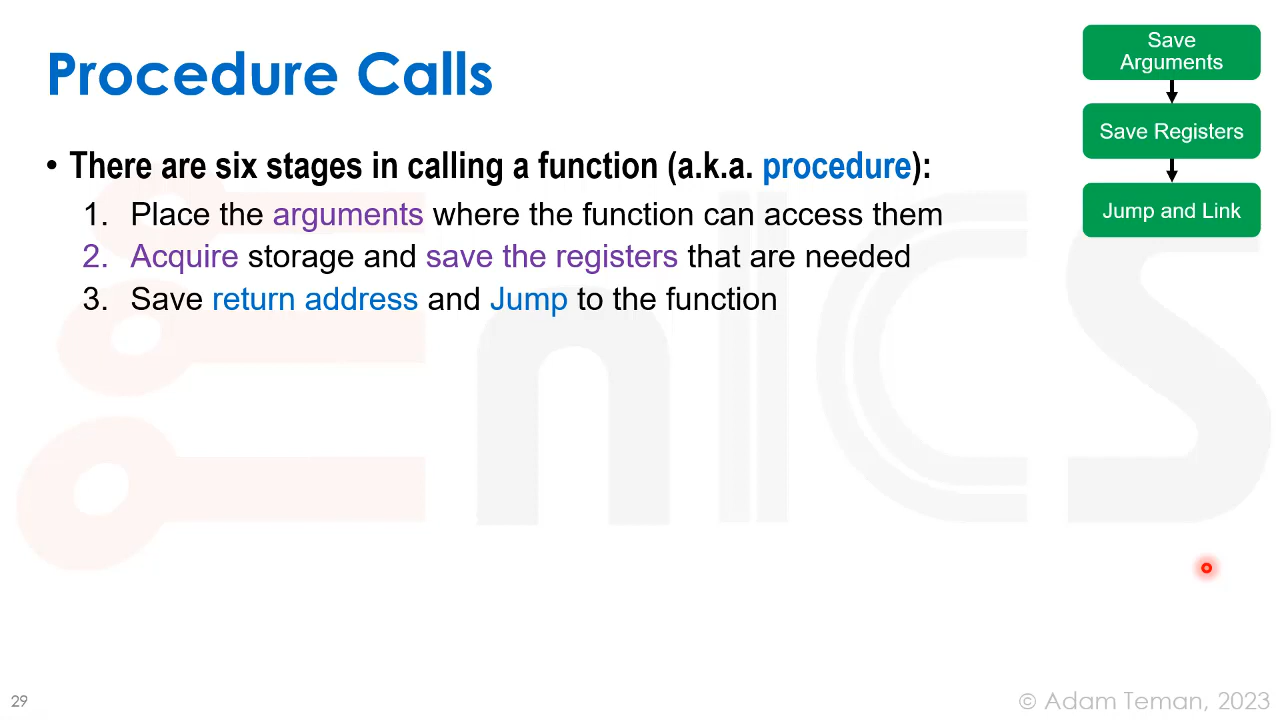 Procedure Calls
• There are six stages in calling a function (a.k.a. procedure):
1. Place the arguments where the function can access them
2. Acquire storage and save the registers that are needed
3. Save return address and Jump to the function
Save
Arguments
Save Registers
Jump and Link
EnICS
29
© Adam Teman, 2023